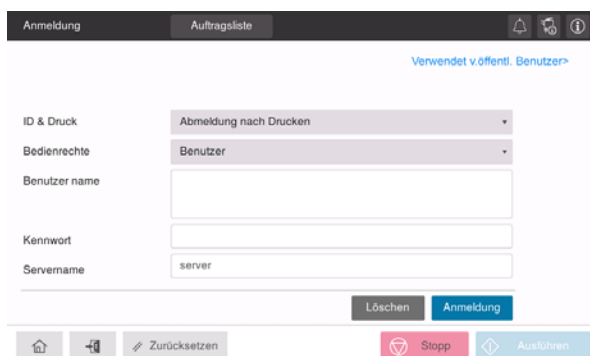 Anmeldung
Auftragsliste
Verwendet v.öffentl. Benutzer>
ID & Druck
Abmeldung nach Drucken
Bedienrechte
Benutzer
Benutzer name
Kennwort
Servername
server
Löschen
Anmeldung
Zurücksetzen
Stopp
Ausführen